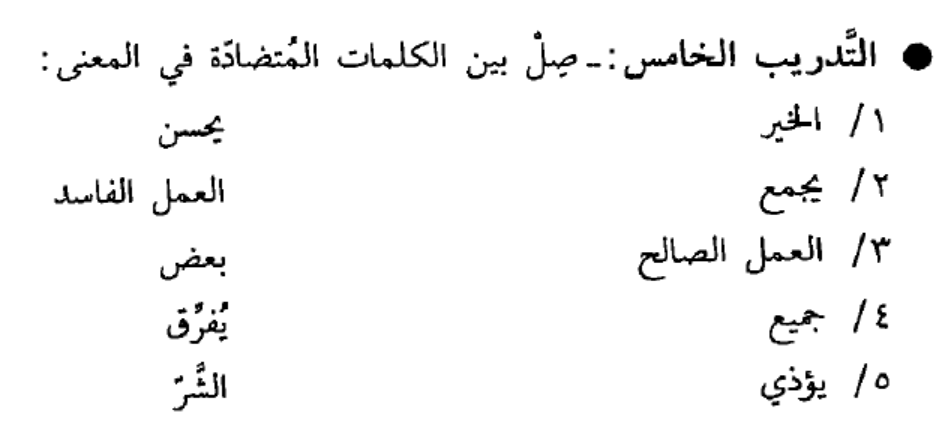 ● التَّدريب الخامس :ـ صِلْ بين الكلمات المُتضادّة في المعنى :
١/ الخير يحسن
٢/ يجمع العمل الفاسد
٣/ العمل الصالح بعض
٤/ جميع يُفرِّق
٥/ يؤذي الشَّرّ